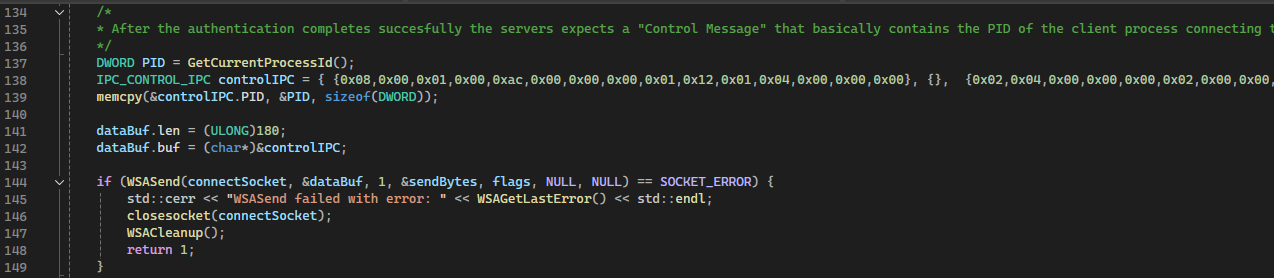 134 /*
135 * After the authentication completes succesfully the servers expects a "Control Message" that basically contains the PID of the client process connecting
136 */
137 DWORD PID = GetCurrentProcessId();
138 IPC_CONTROL_IPC controlIPC = { {0x08,0x00,0x01,0x00,0xac,0x00,0x00,0x00,0x01,0x12,0x01,0x04,0x00,0x00,0x00}, {}, {0x02,0x04,0x00,0x00,0x00,0x02,0x00,0x00,
139 memcpy(&controlIPC.PID, &PID, sizeof(DWORD));
140
141 dataBuf.len = (ULONG)180;
142 dataBuf.buf = (char*)&controlIPC;
143
144 if (WSASend(connectSocket, &dataBuf, 1, &sendBytes, flags, NULL, NULL) == SOCKET_ERROR) {
145 std::cerr << "WSASend failed with error: " << WSAGetLastError() << std::endl;
146 closesocket(connectSocket);
147 WSACleanup();
148 return 1;
149 }